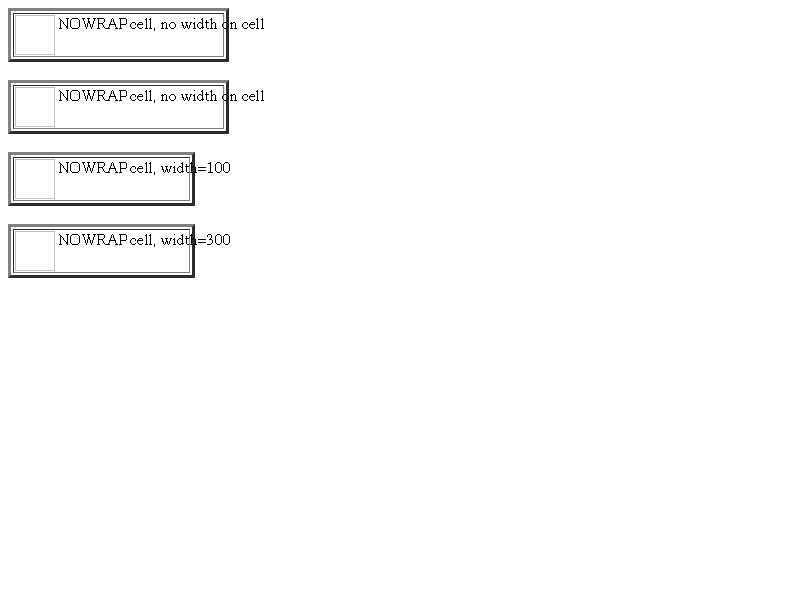 NOWRAP cell, no width on cell
NOWRAP cell, no width on cell
NOWRAP cell, width=100
NOWRAP cell, width=300